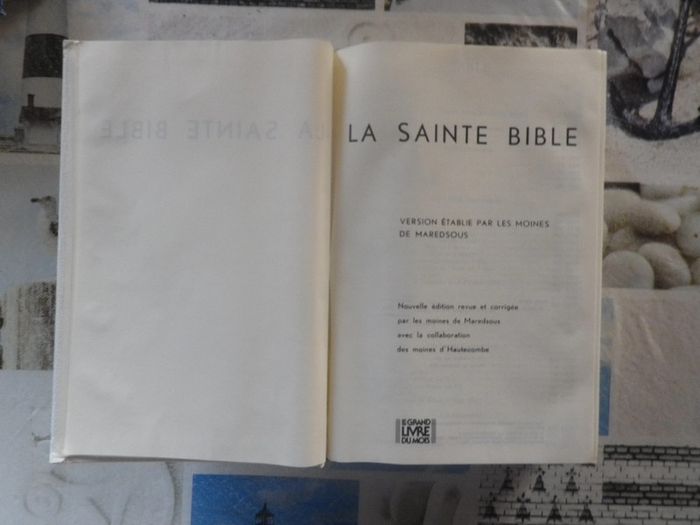 LA SAINTE BIBLE
VERSION ÉTABLIE PAR LES MOINES
DE MAREDSOUS
Nouvelle édition revue et corrigée
par les moines de Maredsous
avec la collaboration
des moines d'Hautecombe
LE GRAND
LIVRE
DU MOIS